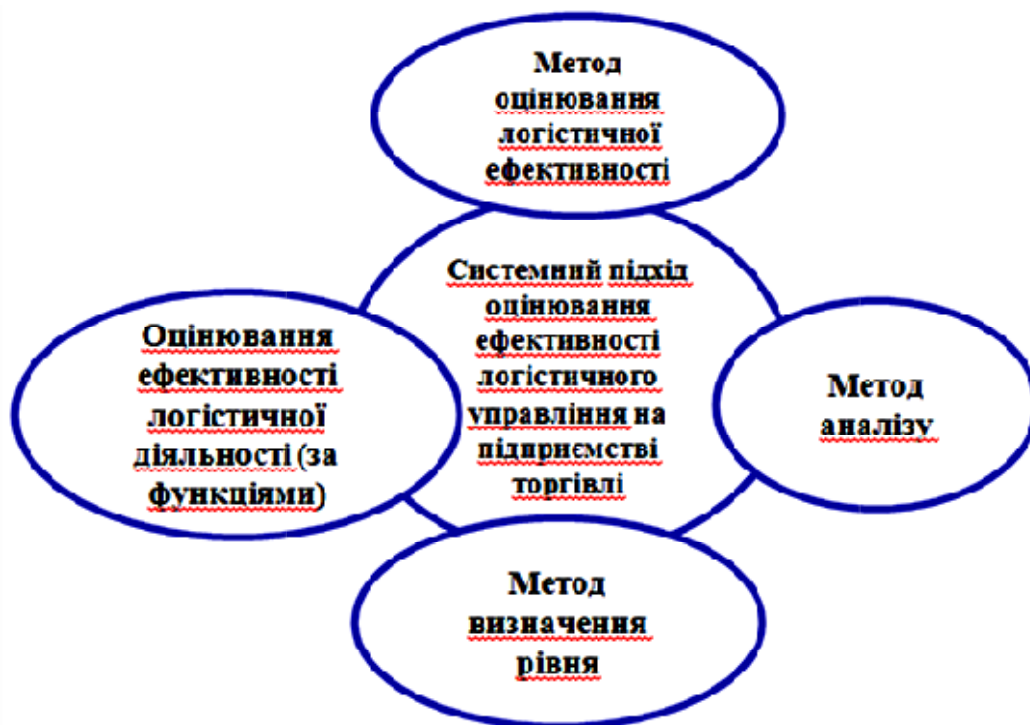 Метод
оцінювання
логістичної
ефективності
Системний підхід
оцінювання
ефективності
логістичного
управління на
підприємстві
торгівлі
Оцінювання
ефективності
логістичної
діяльності (за
функціями)
Метод
аналізу
Метод
визначення
рівня